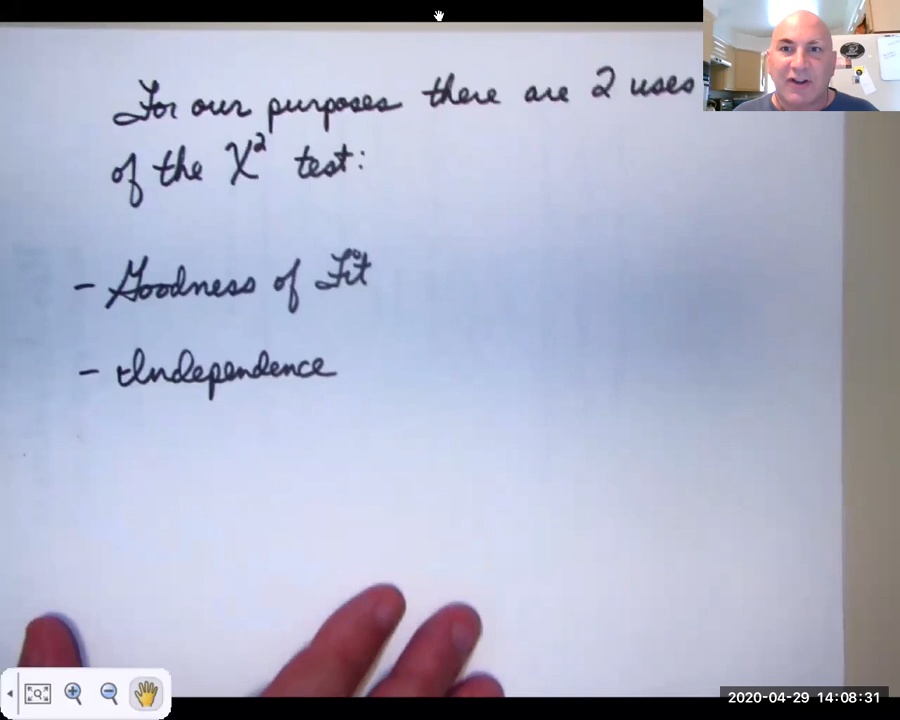 For our purposes there are 2 uses
of the X² test:
- Goodness of Fit
- Independence
2020-04-29 14:08:31